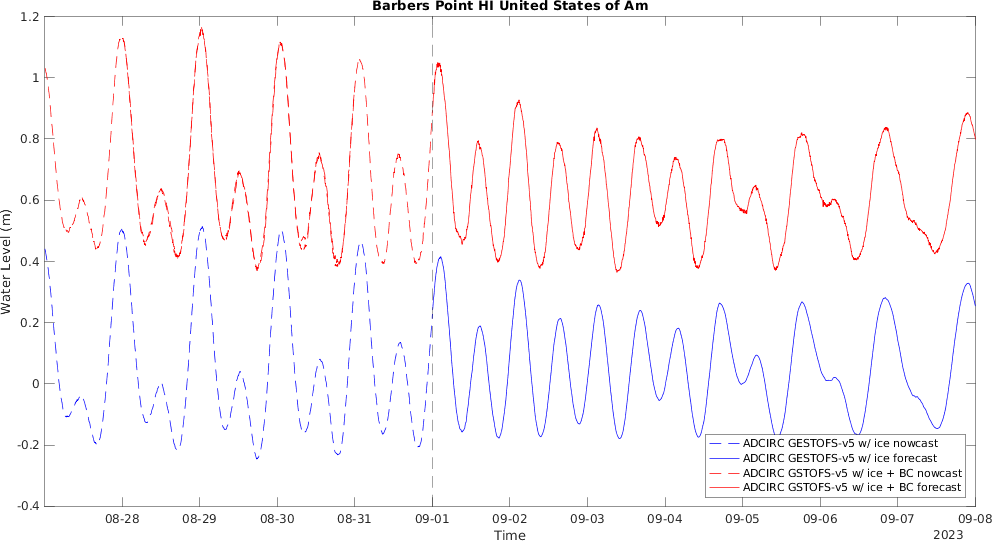 Barbers Point HI United States of Am
1.2
1
0.8
0.6
0.4
0.2
0
-0.2
-0.4
Water Level (m)
ADCIRC GESTOFS-v5 w/ ice nowcast
ADCIRC GESTOFS-v5 w/ ice forecast
ADCIRC GSTOFS-v5 w/ ice + BC nowcast
ADCIRC GSTOFS-v5 w/ ice + BC forecast
08-28 08-29 08-30 08-31 09-01 09-02 09-03 09-04 09-05 09-06 09-07 09-08
Time
2023